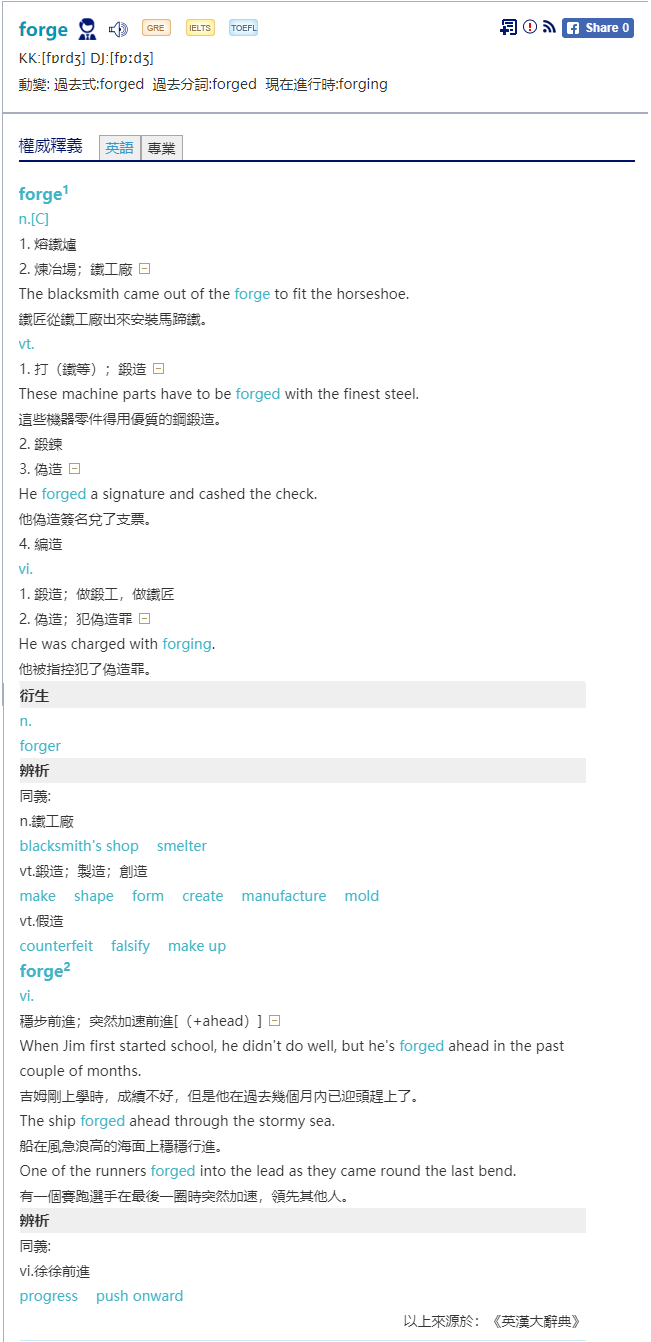 forge GRE IELTS TOEFL Share 0
KK:[fɒrdʒ] DJ:[fɒːdʒ]
動變: 過去式:forged 過去分詞:forged 現在進行時:forging
權威釋義 英語 專業
forge1
n.[C]
1. 熔鐵爐
2. 煉冶場；鐵工廠
The blacksmith came out of the forge to fit the horseshoe.
鐵匠從鐵工廠出來安裝馬蹄鐵。
vt.
1. 打（鐵等）；鍛造
These machine parts have to be forged with the finest steel.
這些機器零件得用優質的鋼鍛造。
2. 鍛鍊
3. 偽造
He forged a signature and cashed the check.
他偽造簽名兌了支票。
4. 編造
vi.
1. 鍛造；做鍛工，做鐵匠
2. 偽造；犯偽造罪
He was charged with forging.
他被指控犯了偽造罪。
衍生
n.
forger
辨析
同義:
n.鐵工廠
blacksmith's shop smelter
vt.鍛造；製造；創造
make shape form create manufacture mold
vt.假造
counterfeit falsify make up
forge2
vi.
穩步前進；突然加速前進[（+ahead）]
When Jim first started school, he didn't do well, but he's forged ahead in the past
couple of months.
吉姆剛上學時，成績不好，但是他在過去幾個月內已迎頭趕上了。
The ship forged ahead through the stormy sea.
船在風急浪高的海面上穩穩行進。
One of the runners forged into the lead as they came round the last bend.
有一個賽跑選手在最後一圈時突然加速，領先其他人。
辨析
同義:
vi.徐徐前進
progress push onward
以上來源於：《英漢大辭典》